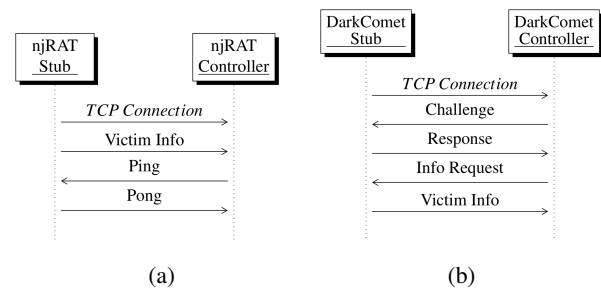 njRAT
Stub
njRAT
Controller
TCP Connection
Victim Info
Ping
Pong
(a)
DarkComet
Stub
DarkComet
Controller
TCP Connection
Challenge
Response
Info Request
Victim Info
(b)